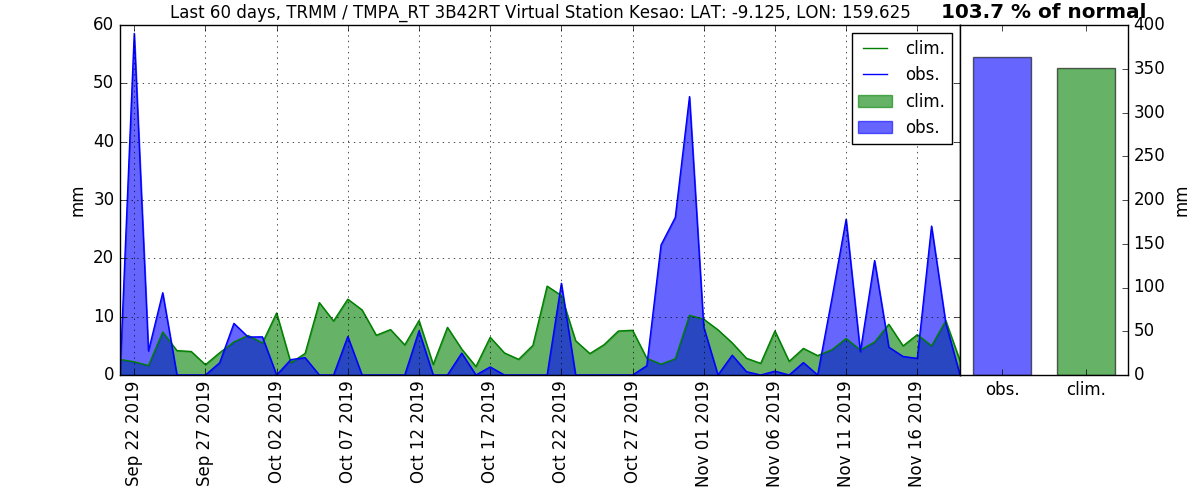 Last 60 days, TRMM / TMPA_RT 3B42RT Virtual Station Kesao: LAT: -9.125, LON: 159.625
103.7 % of normal
60
50
40
30
20
10
0
mm
clim.
obs.
clim.
obs.
400
350
300
250
200
150
100
50
0
mm
Sep 22 2019
Sep 27 2019
Oct 02 2019
Oct 07 2019
Oct 12 2019
Oct 17 2019
Oct 22 2019
Oct 27 2019
Nov 01 2019
Nov 06 2019
Nov 11 2019
Nov 16 2019
obs.
clim.